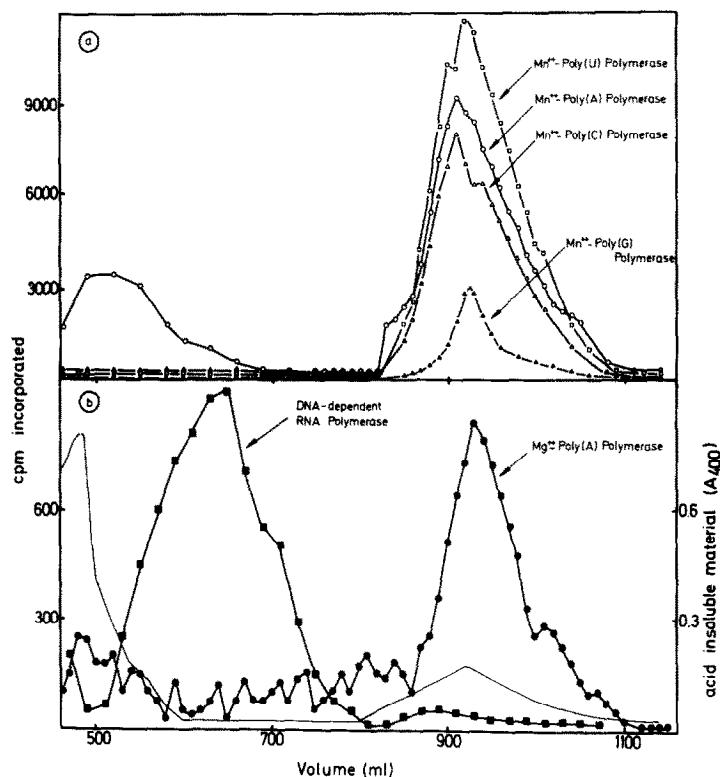 a
Mn++-Poly(U) Polymerase
Mn++-Poly(A) Polymerase
Mn++-Poly(C) Polymerase
Mn++-Poly(G)
Polymerase
9000
6000
3000
cpm incorporated
b
DNA-dependent
RNA Polymerase
Mg++Poly(A) Polymerase
600
300
0.6
0.3
acid insoluble material (A400)
500
700
900
1100
Volume (ml)